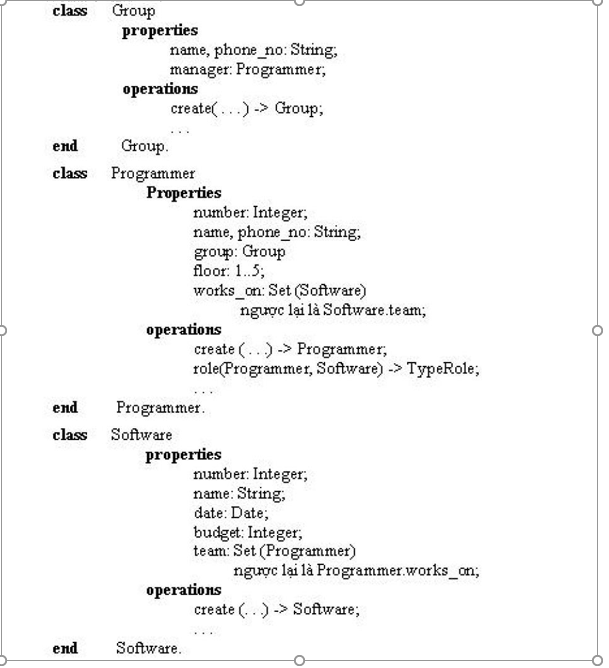 class Group
properties
name, phone_no: String;
manager: Programmer;
operations
create( . . . ) -> Group;
. . .
end Group.
class Programmer
Properties
number: Integer;
name, phone_no: String;
group: Group
floor: 1..5;
works_on: Set (Software)
ngược lại là Software.team;
operations
create ( . . .) -> Programmer;
role(Programmer, Software) -> TypeRole;
. . .
end Programmer.
class Software
properties
number: Integer;
name: String;
date: Date;
budget: Integer;
team: Set (Programmer)
ngược lại là Programmer.works_on;
operations
create (. . .) -> Software;
. . .
end Software.